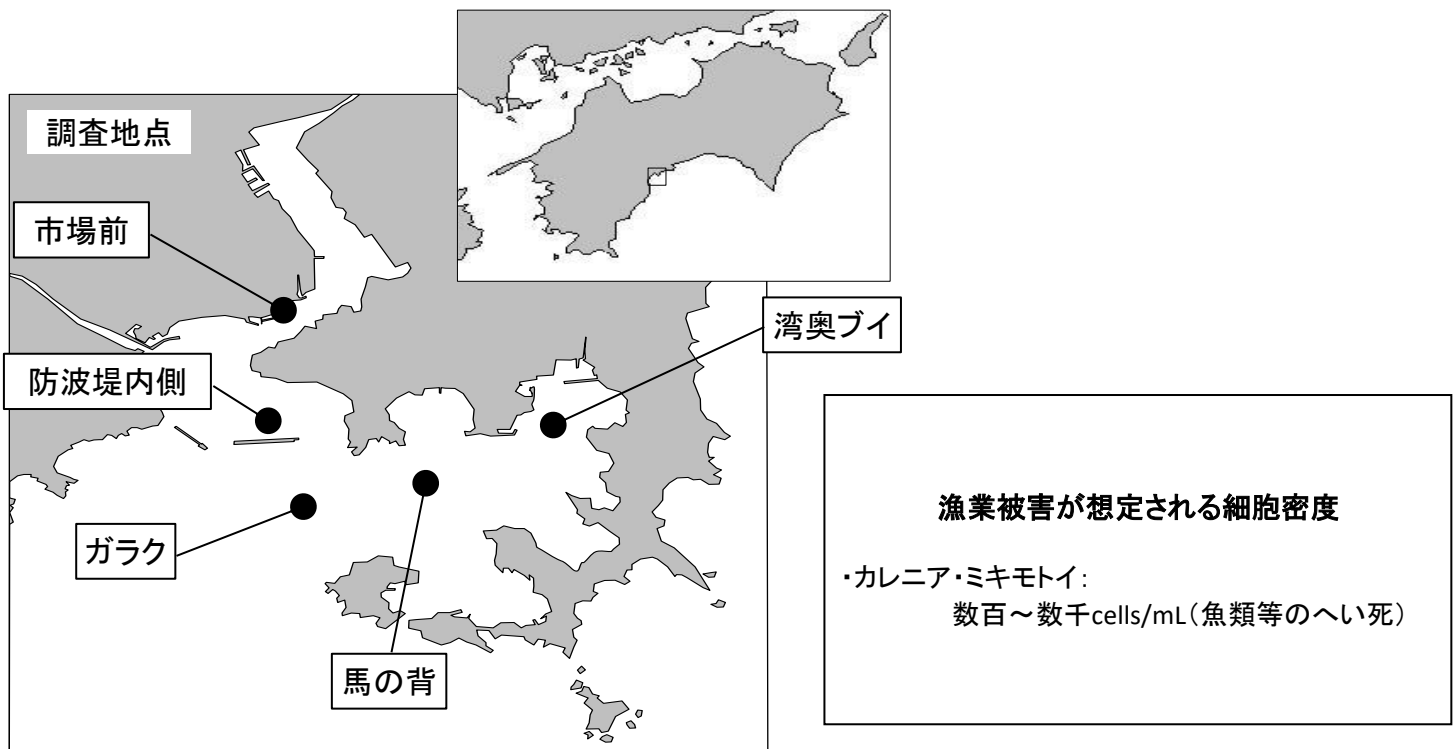 調査地点
市場前
湾奥ブイ
防波堤内側
ガラク
馬の背
漁業被害が想定される細胞密度
・カレニア・ミキモトイ:
数百～数千cells/mL(魚類等のへい死)